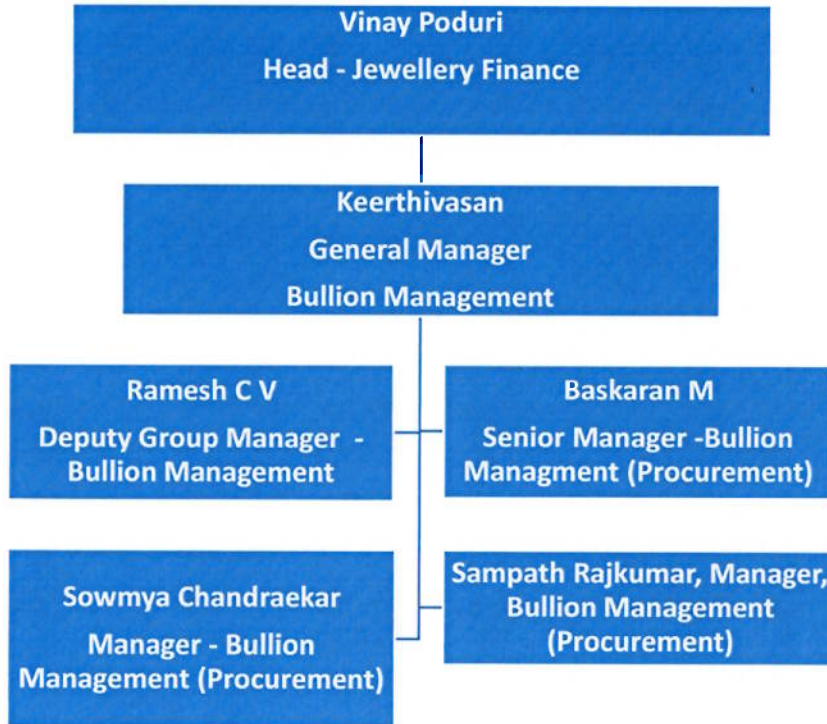 Vinay Poduri
Head - Jewellery Finance
Keerthivasan
General Manager
Bullion Management
Ramesh C V
Deputy Group Manager -
Bullion Management
Baskaran M
Senior Manager -Bullion
Managment (Procurement)
Sowmya Chandraekar
Manager - Bullion
Management (Procurement)
Sampath Rajkumar, Manager,
Bullion Management
(Procurement)